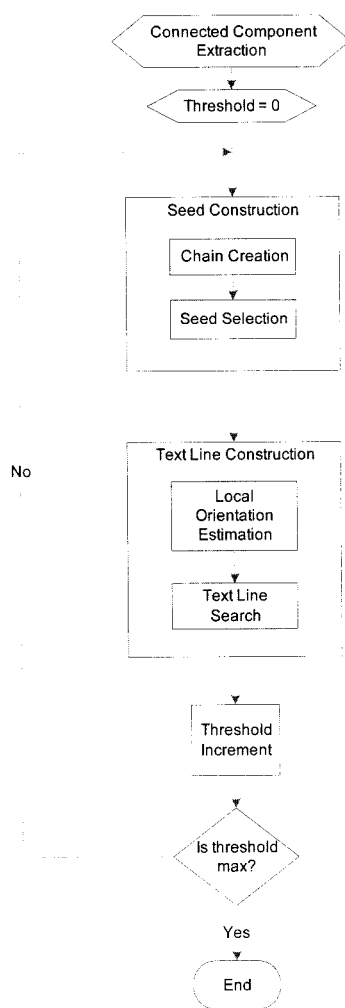 Connected Component
Extraction
Threshold = 0
Seed Construction
Chain Creation
Seed Selection
Text Line Construction
No
Local
Orientation
Estimation
Text Line
Search
Threshold
Increment
Is threshold
max?
Yes
End